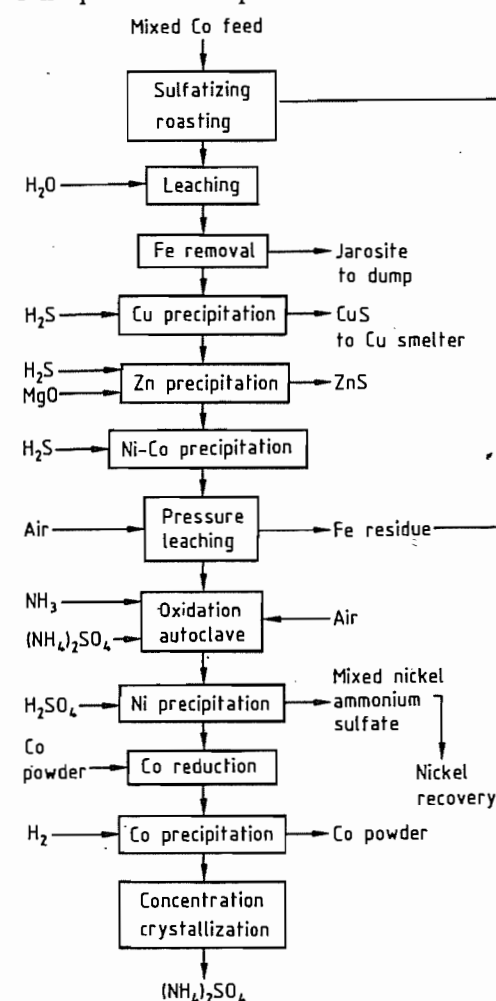 Mixed Co feed
Sulfatizing
roasting
H₂O
Leaching
Fe removal
Jarosite
to dump
H₂S
Cu precipitation
CuS
to Cu smelter
H₂S
MgO
Zn precipitation
ZnS
H₂S
Ni-Co precipitation
Air
Pressure
leaching
Fe residue
NH₃
(NH₄)₂SO₄
Oxidation
autoclave
Air
H₂SO₄
Ni precipitation
Mixed nickel
ammonium
sulfate
Nickel
recovery
Co
powder
Co reduction
H₂
Co precipitation
Co powder
Concentration
crystallization
(NH₄)₂SO₄